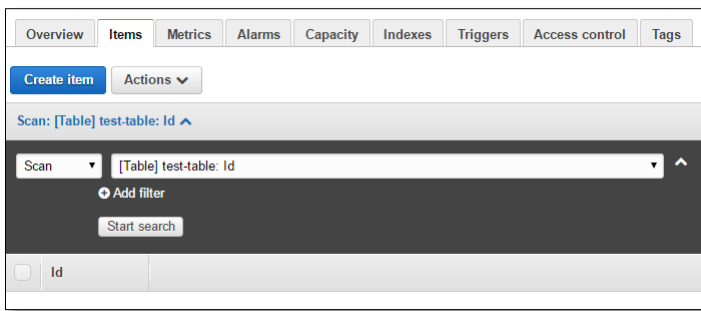 Overview Items Metrics Alarms Capacity Indexes Triggers Access control Tags
Create item Actions
Scan: [Table] test-table: Id
Scan [Table] test-table: Id
Add filter
Start search
Id